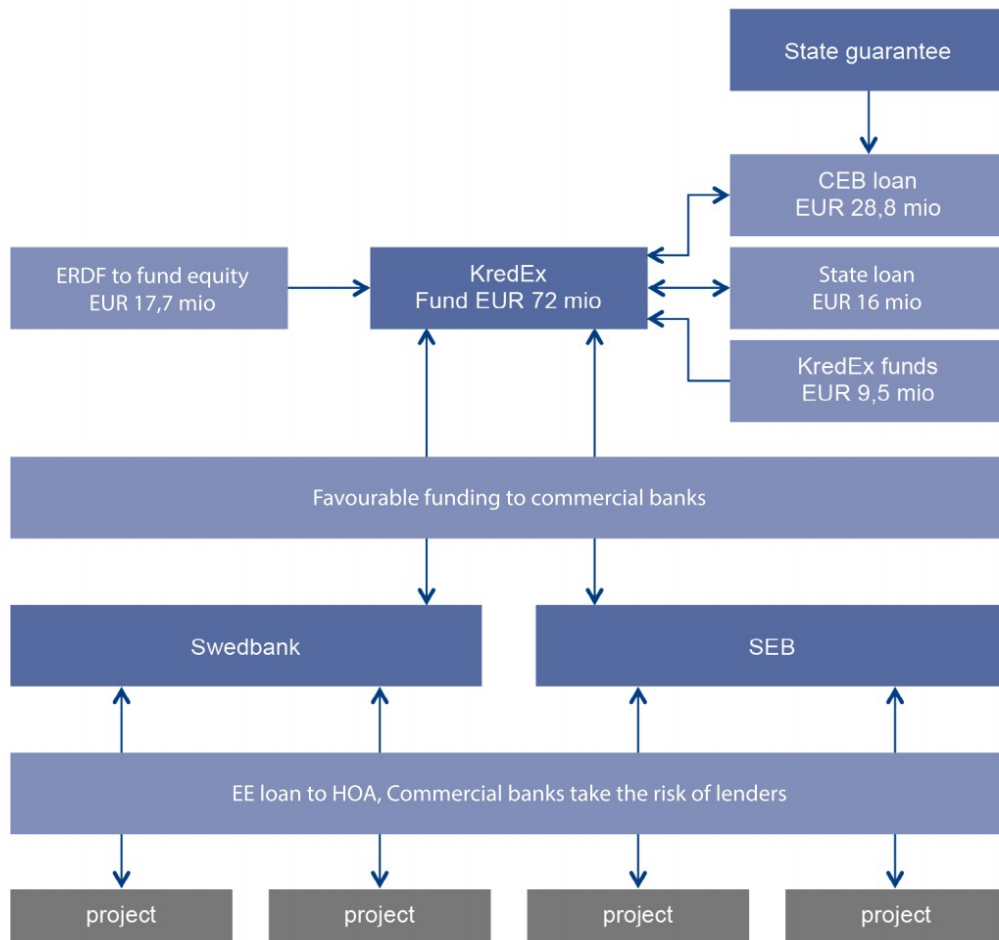 State guarantee
CEB loan
EUR 28,8 mio
ERDF to fund equity
EUR 17,7 mio
KredEx
Fund EUR 72 mio
State loan
EUR 16 mio
KredEx funds
EUR 9,5 mio
Favourable funding to commercial banks
Swedbank
SEB
EE loan to HOA, Commercial banks take the risk of lenders
project
project
project
project